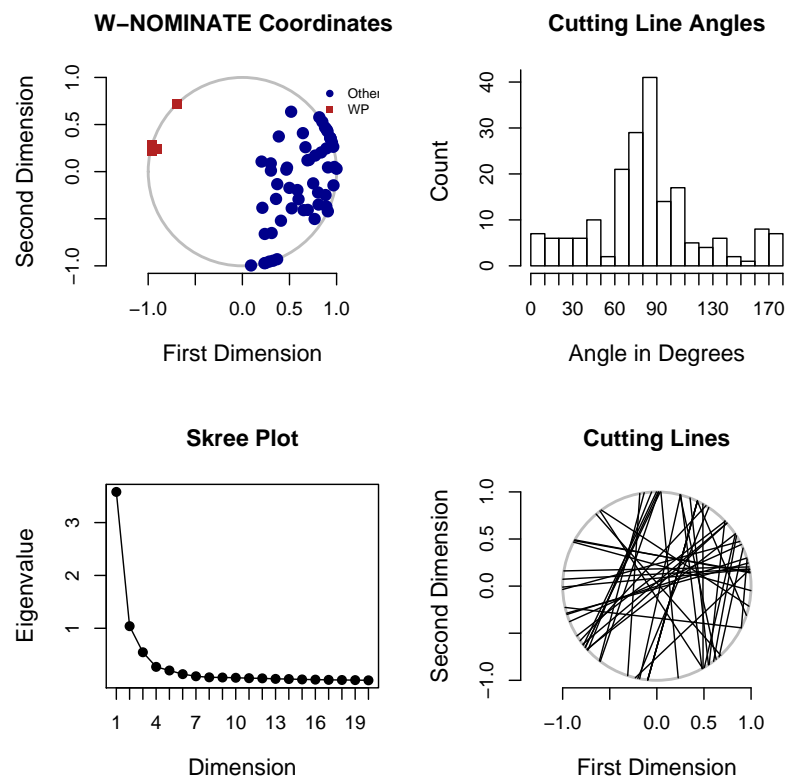 W−NOMINATE Coordinates
Second Dimension
1.0
0.5
0.0
−1.0
Other
WP
−1.0 0.0 0.5 1.0
First Dimension
Cutting Line Angles
Count
40
30
20
10
0
0 30 60 90 130 170
Angle in Degrees
Skree Plot
Eigenvalue
3
2
1
1 4 7 10 13 16 19
Dimension
Cutting Lines
Second Dimension
1.0
0.5
0.0
−1.0
−1.0 0.0 0.5 1.0
First Dimension